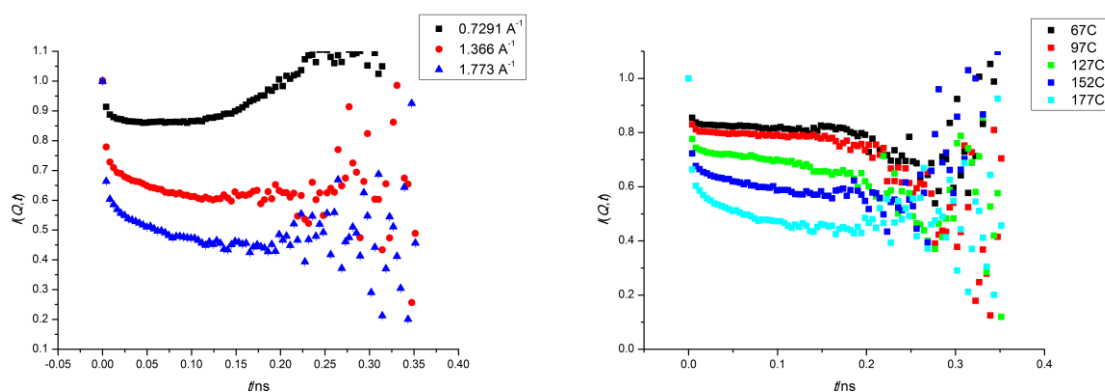 0.7291 A⁻¹
1.366 A⁻¹
1.773 A⁻¹
1.1
1.0
0.9
0.8
0.7
0.6
0.5
0.4
0.3
0.2
0.1
I(Q,t)
-0.05 0.00 0.05 0.10 0.15 0.20 0.25 0.30 0.35 0.40
t/ns
67C
97C
127C
152C
177C
1.0
0.8
0.6
0.4
0.2
0.0
I(Q,t)
0.0 0.1 0.2 0.3 0.4
t/ns